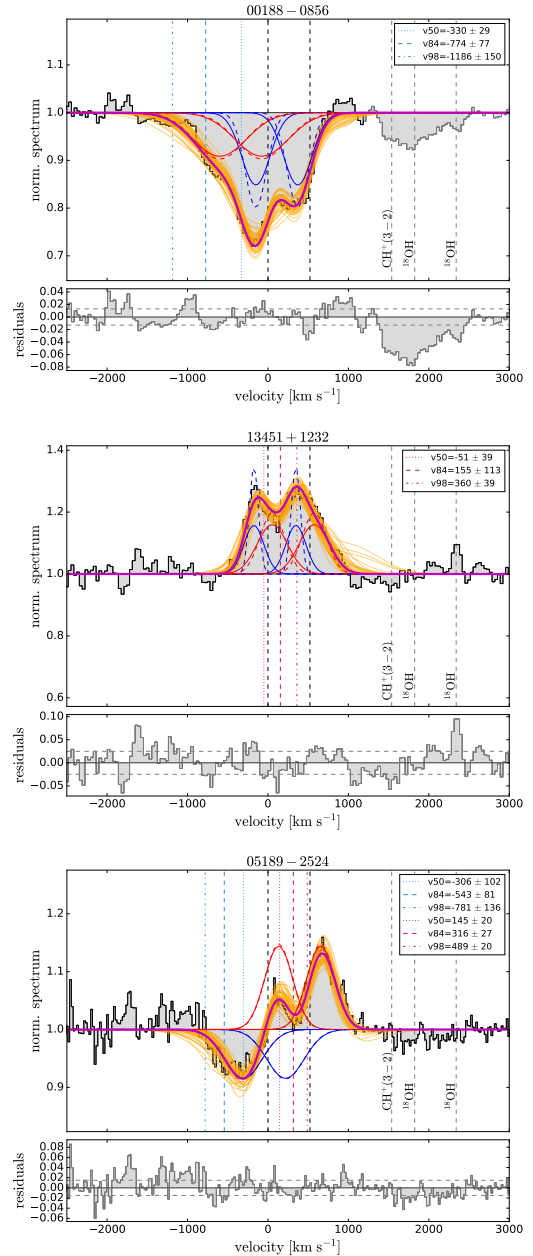 00188 − 0856
v50=-330 ± 29
v84=-774 ± 77
v98=-1186 ± 150
norm. spectrum
1.1
1.0
0.9
0.8
0.7
CH⁺(3 − 2)
¹⁸OH
¹⁸OH
residuals
0.04
0.02
0.00
−0.02
−0.04
−0.06
−0.08
−2000 −1000 0 1000 2000 3000
velocity [km s⁻¹]
13451 + 1232
v50=-51 ± 39
v84=155 ± 113
v98=360 ± 39
norm. spectrum
1.4
1.2
1.0
0.8
0.6
CH⁺(3 − 2)
¹⁸OH
¹⁸OH
residuals
0.10
0.05
0.00
−0.05
−2000 −1000 0 1000 2000 3000
velocity [km s⁻¹]
05189 − 2524
v50=-306 ± 102
v84=-543 ± 81
v98=-781 ± 136
v50=145 ± 20
v84=316 ± 27
v98=489 ± 20
norm. spectrum
1.2
1.1
1.0
0.9
CH⁺(3 − 2)
¹⁸OH
¹⁸OH
residuals
0.08
0.06
0.04
0.02
0.00
−0.02
−0.04
−0.06
−2000 −1000 0 1000 2000 3000
velocity [km s⁻¹]